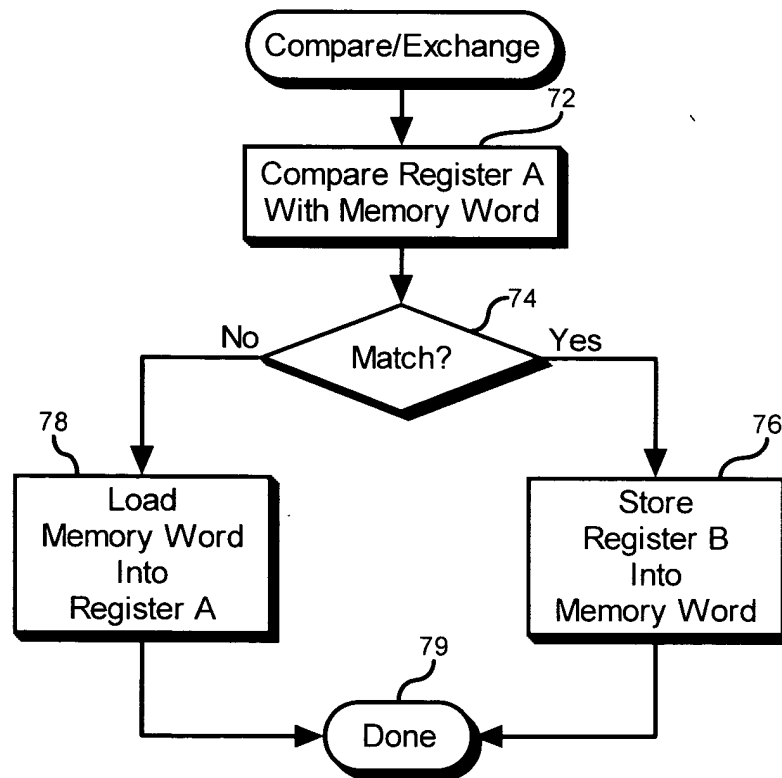 Compare/Exchange
72
Compare Register A
With Memory Word
74
No
Match?
Yes
78
Load
Memory Word
Into
Register A
76
Store
Register B
Into
Memory Word
79
Done